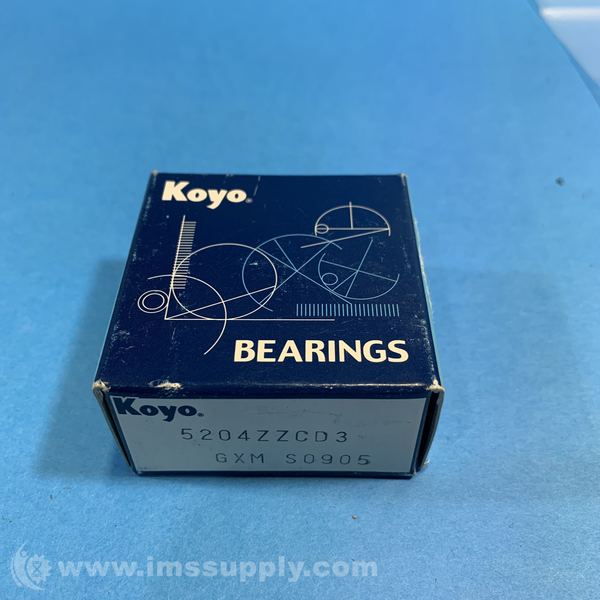 Koyo®
BEARINGS
Koyo®
5204ZZCD3
GXM S0905
www.imssupply.com